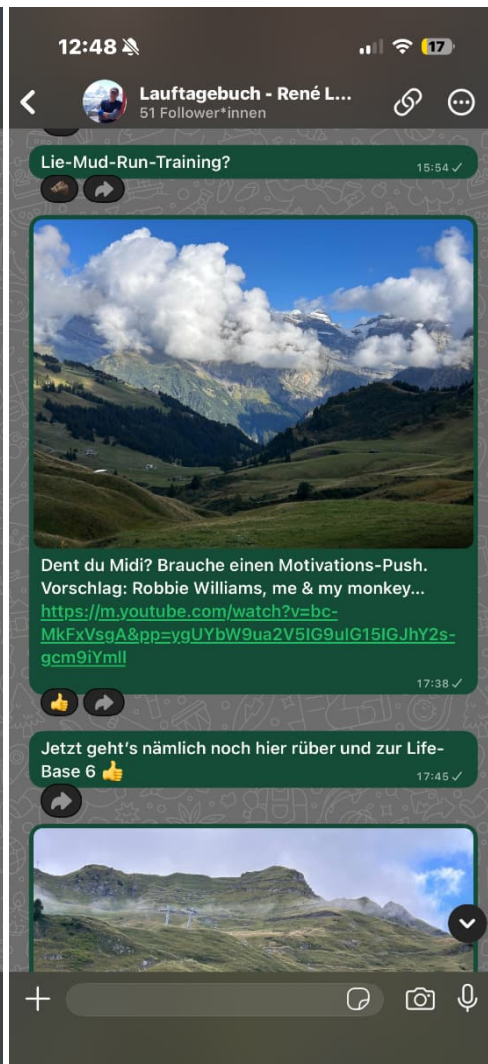 12:48
17
Lauftagebuch - René L...
51 Follower*innen
Lie-Mud-Run-Training?
15:54
Dent du Midi? Brauche einen Motivations-Push.
Vorschlag: Robbie Williams, me & my monkey...
https://m.youtube.com/watch?v=bc-
MkFxVsgA&pp=ygUYbW9ua2V5IG9uIG15IGJhY2s-
gcm9iYmll
17:38
Jetzt geht's nämlich noch hier rüber und zur Life-
Base 6 👍
17:45